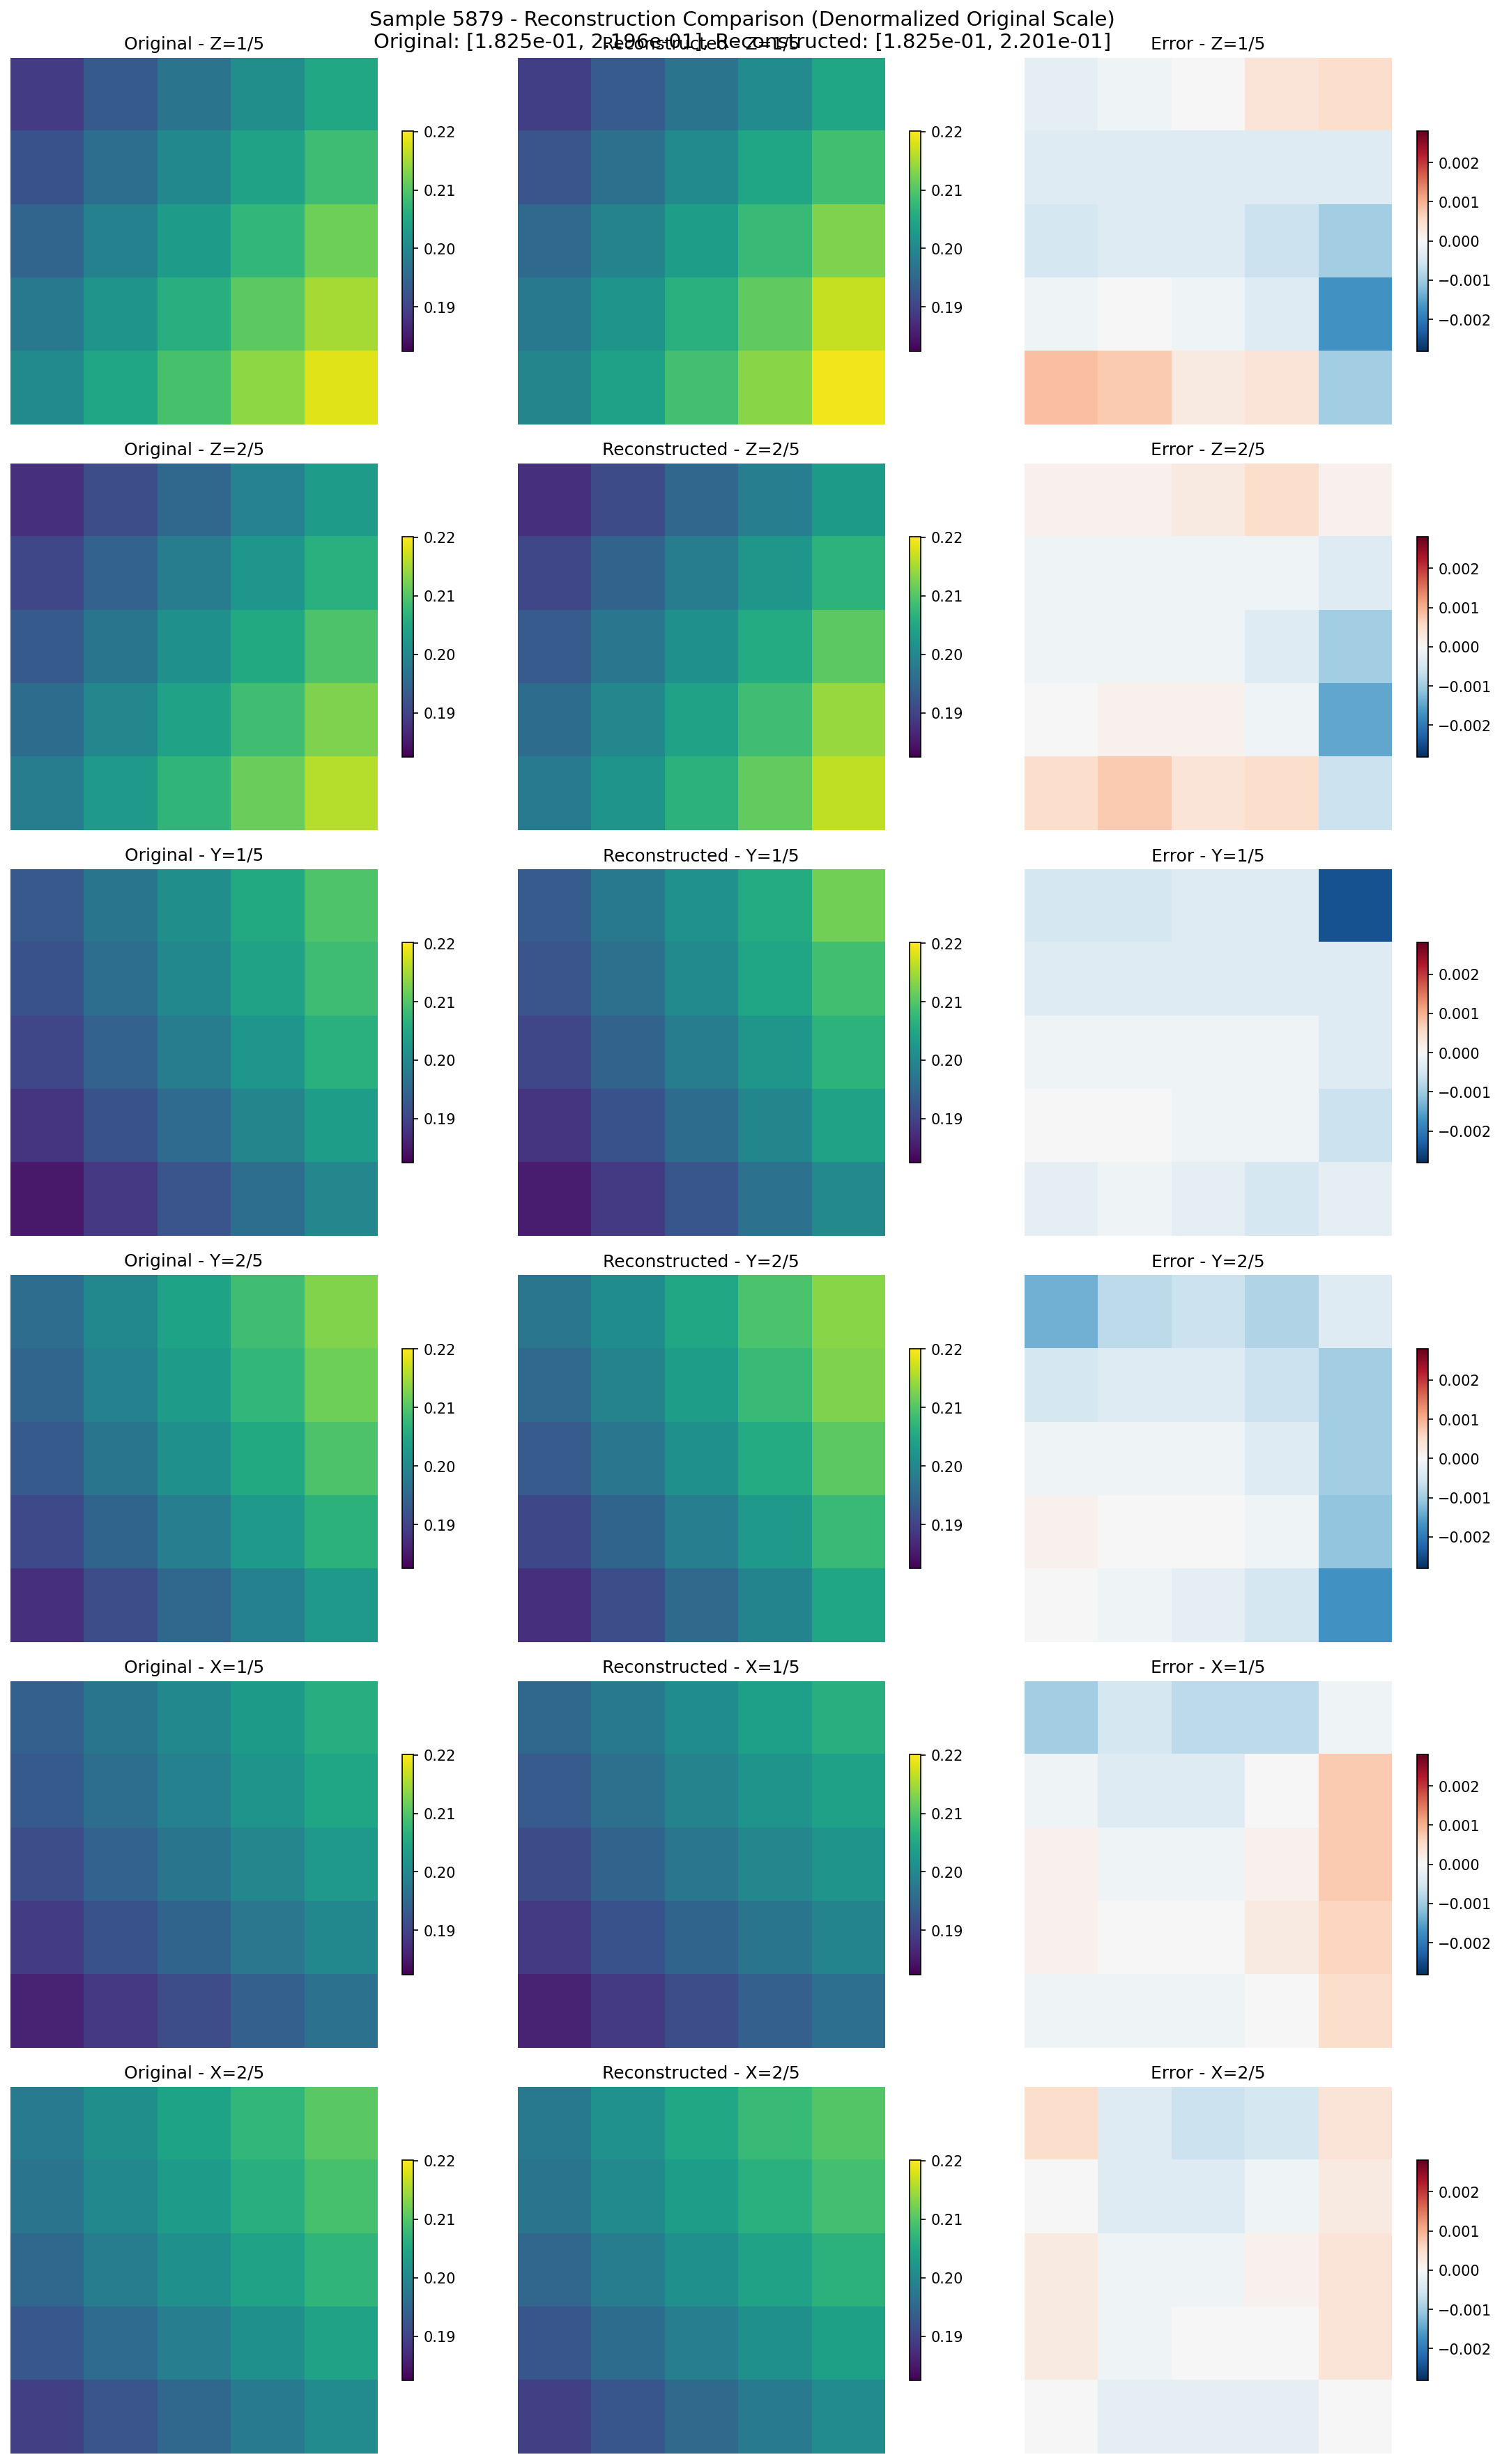 Sample 5879 - Reconstruction Comparison (Denormalized Original Scale)
Original: [1.825e-01, 2.196e-01], Reconstructed: [1.825e-01, 2.201e-01]
Original - Z=1/5 Reconstructed - Z=1/5 Error - Z=1/5
0.22 0.22 0.002
0.21 0.21 0.001
0.20 0.20 0.000
0.19 0.19 −0.001
−0.002
Original - Z=2/5 Reconstructed - Z=2/5 Error - Z=2/5
0.22 0.22 0.002
0.21 0.21 0.001
0.20 0.20 0.000
0.19 0.19 −0.001
−0.002
Original - Y=1/5 Reconstructed - Y=1/5 Error - Y=1/5
0.22 0.22 0.002
0.21 0.21 0.001
0.20 0.20 0.000
0.19 0.19 −0.001
−0.002
Original - Y=2/5 Reconstructed - Y=2/5 Error - Y=2/5
0.22 0.22 0.002
0.21 0.21 0.001
0.20 0.20 0.000
0.19 0.19 −0.001
−0.002
Original - X=1/5 Reconstructed - X=1/5 Error - X=1/5
0.22 0.22 0.002
0.21 0.21 0.001
0.20 0.20 0.000
0.19 0.19 −0.001
−0.002
Original - X=2/5 Reconstructed - X=2/5 Error - X=2/5
0.22 0.22 0.002
0.21 0.21 0.001
0.20 0.20 0.000
0.19 0.19 −0.001
−0.002